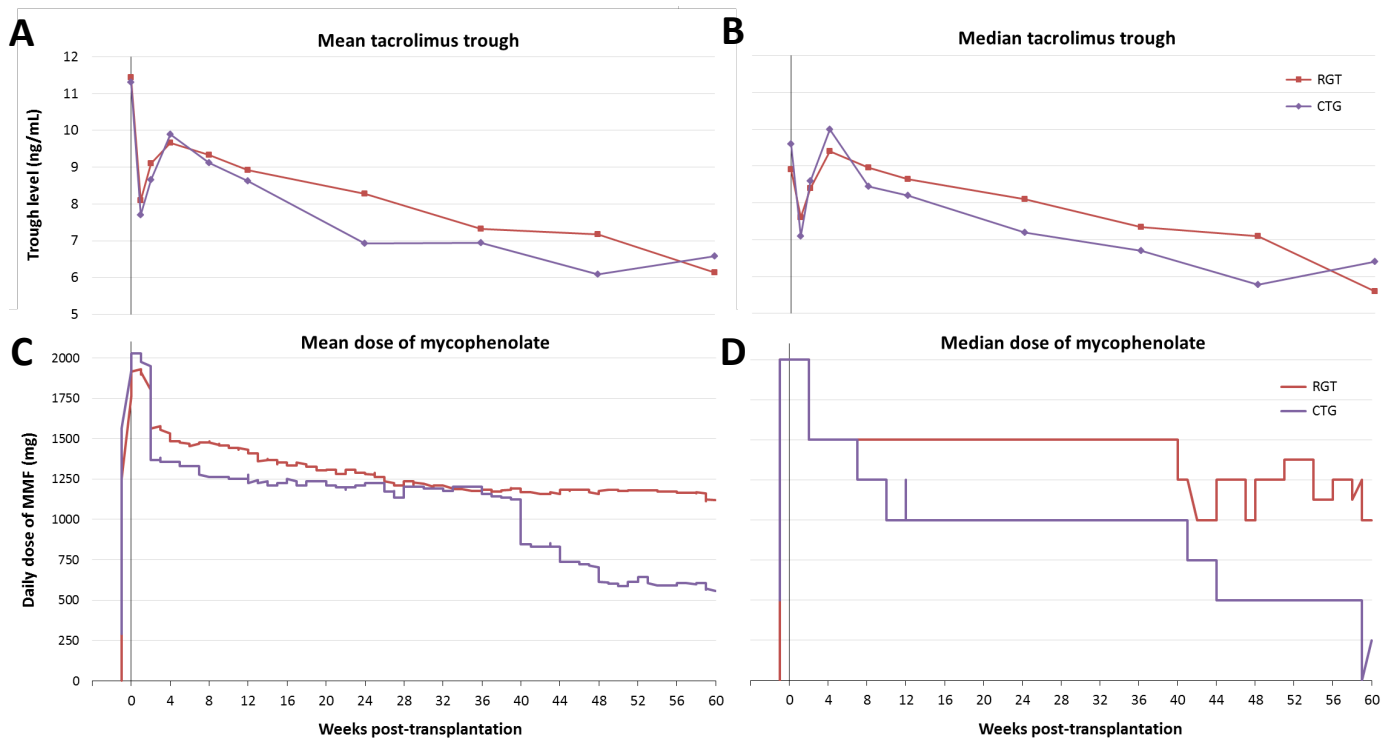 A
Mean tacrolimus trough
12
11
10
9
8
7
6
5
Trough level (ng/mL)
B
Median tacrolimus trough
RGT
CTG
C
Mean dose of mycophenolate
2000
1750
1500
1250
1000
750
500
250
0
Daily dose of MMF (mg)
0 4 8 12 16 20 24 28 32 36 40 44 48 52 56 60
Weeks post-transplantation
D
Median dose of mycophenolate
RGT
CTG
0 4 8 12 16 20 24 28 32 36 40 44 48 52 56 60
Weeks post-transplantation